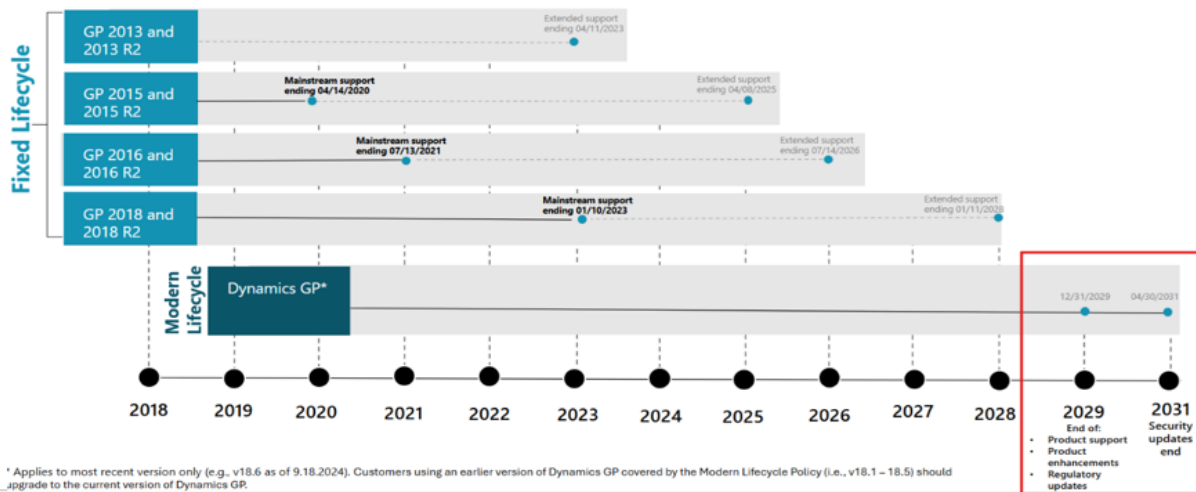 Fixed Lifecycle
GP 2013 and
2013 R2
Extended support
ending 04/11/2023
GP 2015 and
2015 R2
Mainstream support
ending 04/14/2020
Extended support
ending 04/08/2025
GP 2016 and
2016 R2
Mainstream support
ending 07/13/2021
Extended support
ending 07/14/2026
GP 2018 and
2018 R2
Mainstream support
ending 01/10/2023
Extended support
ending 01/11/2028
Modern
Lifecycle
Dynamics GP*
12/31/2029
04/30/2031
2018
2019
2020
2021
2022
2023
2024
2025
2026
2027
2028
2029
End of:
• Product support
• Product
enhancements
• Regulatory
updates
2031
Security
updates
end
* Applies to most recent version only (e.g., v18.6 as of 9.18.2024). Customers using an earlier version of Dynamics GP covered by the Modern Lifecycle Policy (i.e., v18.1 – 18.5) should
upgrade to the current version of Dynamics GP.